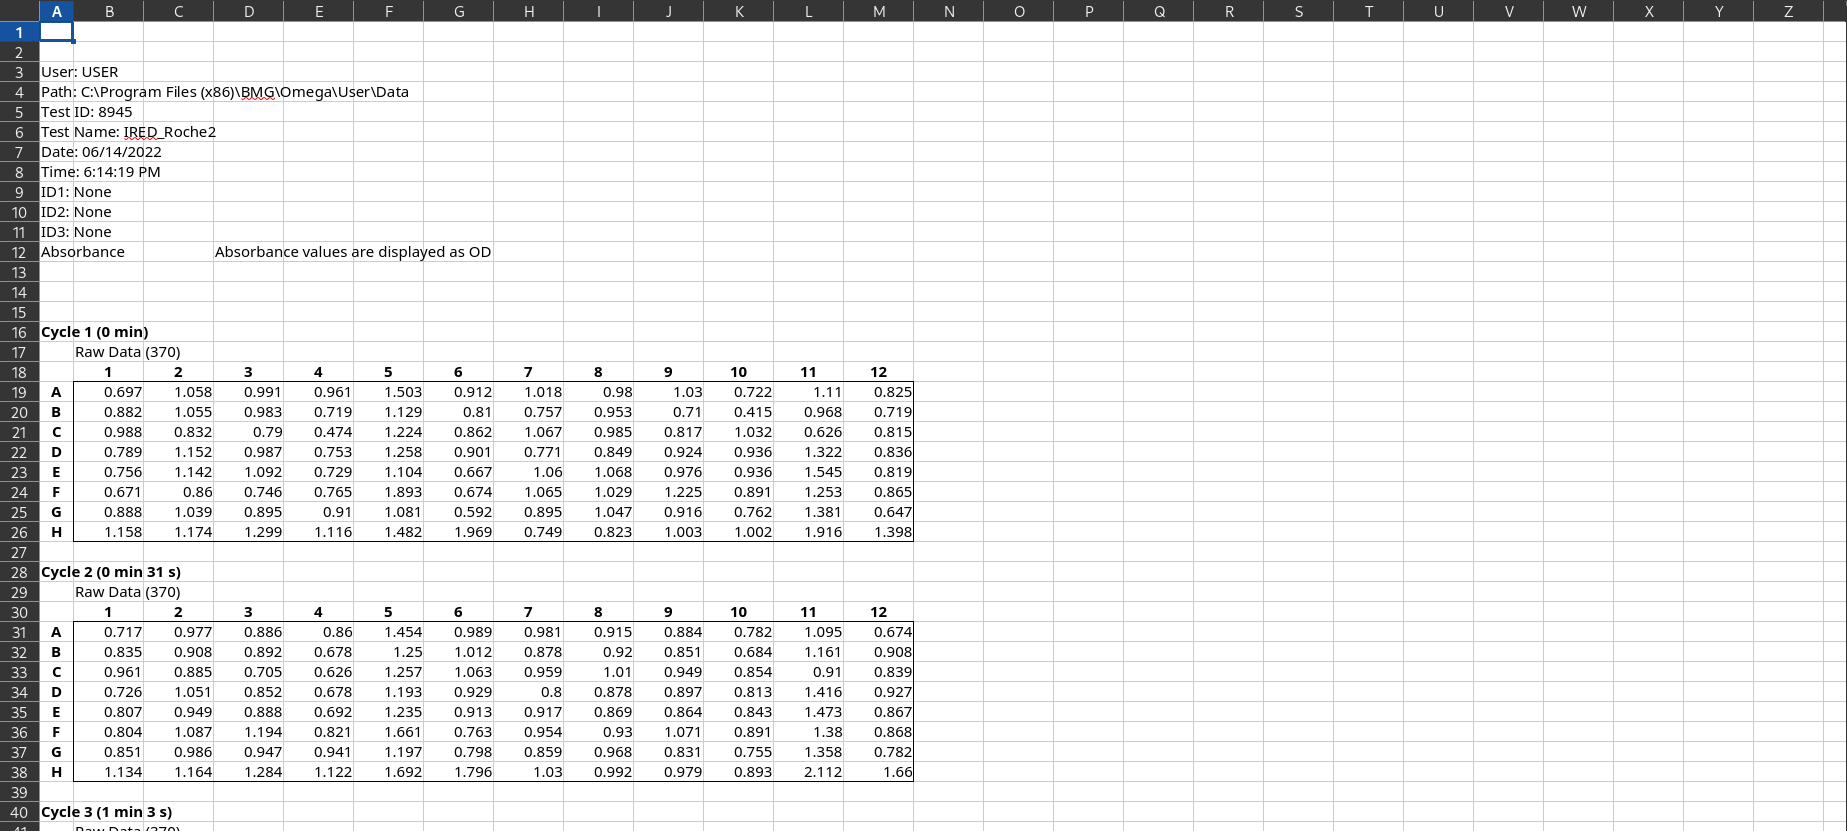 A B C D E F G H I J K L M N O P Q R S T U V W X Y Z
1
2
3 User: USER
4 Path: C:\Program Files (x86)\BMG\Omega\User\Data
5 Test ID: 8945
6 Test Name: IRED_Roche2
7 Date: 06/14/2022
8 Time: 6:14:19 PM
9 ID1: None
10 ID2: None
11 ID3: None
12 Absorbance Absorbance values are displayed as OD
13
14
15
16 Cycle 1 (0 min)
17 Raw Data (370)
18 1 2 3 4 5 6 7 8 9 10 11 12
19 A 0.697 1.058 0.991 0.961 1.503 0.912 1.018 0.98 1.03 0.722 1.11 0.825
20 B 0.882 1.055 0.983 0.719 1.129 0.81 0.757 0.953 0.71 0.415 0.968 0.719
21 C 0.988 0.832 0.79 0.474 1.224 0.862 1.067 0.985 0.817 1.032 0.626 0.815
22 D 0.789 1.152 0.987 0.753 1.258 0.901 0.771 0.849 0.924 0.936 1.322 0.836
23 E 0.756 1.142 1.092 0.729 1.104 0.667 1.06 1.068 0.976 0.936 1.545 0.819
24 F 0.671 0.86 0.746 0.765 1.893 0.674 1.065 1.029 1.225 0.891 1.253 0.865
25 G 0.888 1.039 0.895 0.91 1.081 0.592 0.895 1.047 0.916 0.762 1.381 0.647
26 H 1.158 1.174 1.299 1.116 1.482 1.969 0.749 0.823 1.003 1.002 1.916 1.398
27
28 Cycle 2 (0 min 31 s)
29 Raw Data (370)
30 1 2 3 4 5 6 7 8 9 10 11 12
31 A 0.717 0.977 0.886 0.86 1.454 0.989 0.981 0.915 0.884 0.782 1.095 0.674
32 B 0.835 0.908 0.892 0.678 1.25 1.012 0.878 0.92 0.851 0.684 1.161 0.908
33 C 0.961 0.885 0.705 0.626 1.257 1.063 0.959 1.01 0.949 0.854 0.91 0.839
34 D 0.726 1.051 0.852 0.678 1.193 0.929 0.8 0.878 0.897 0.813 1.416 0.927
35 E 0.807 0.949 0.888 0.692 1.235 0.913 0.917 0.869 0.864 0.843 1.473 0.867
36 F 0.804 1.087 1.194 0.821 1.661 0.763 0.954 0.93 1.071 0.891 1.38 0.868
37 G 0.851 0.986 0.947 0.941 1.197 0.798 0.859 0.968 0.831 0.755 1.358 0.782
38 H 1.134 1.164 1.284 1.122 1.692 1.796 1.03 0.992 0.979 0.893 2.112 1.66
39
40 Cycle 3 (1 min 3 s)
41 Raw Data (370)